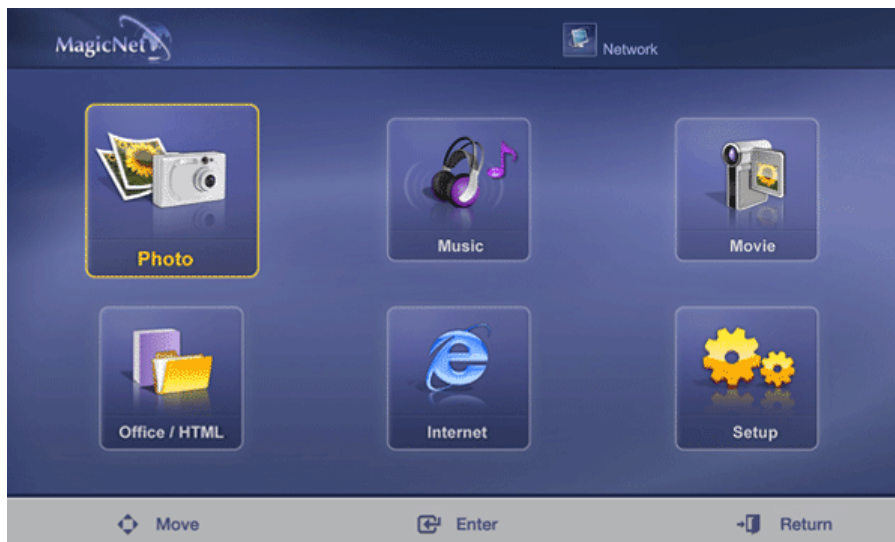 MagicNet
Network
Photo
Music
Movie
Office / HTML
Internet
Setup
Move
Enter
Return